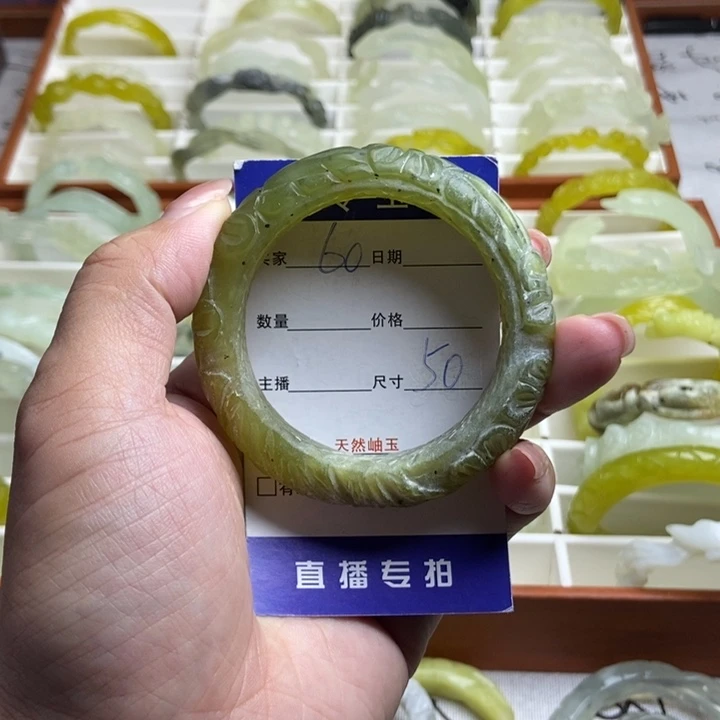 家 60 日期
数量 价格
主播 尺寸 50
天然岫玉
□有
直播专拍